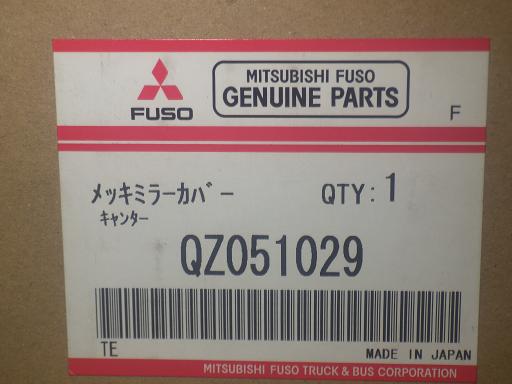 FUSO
MITSUBISHI FUSO
GENUINE PARTS
F
メッキミラーカバー QTY: 1
キャンター
QZ051029
TE
MADE IN JAPAN
MITSUBISHI FUSO TRUCK & BUS CORPORATION